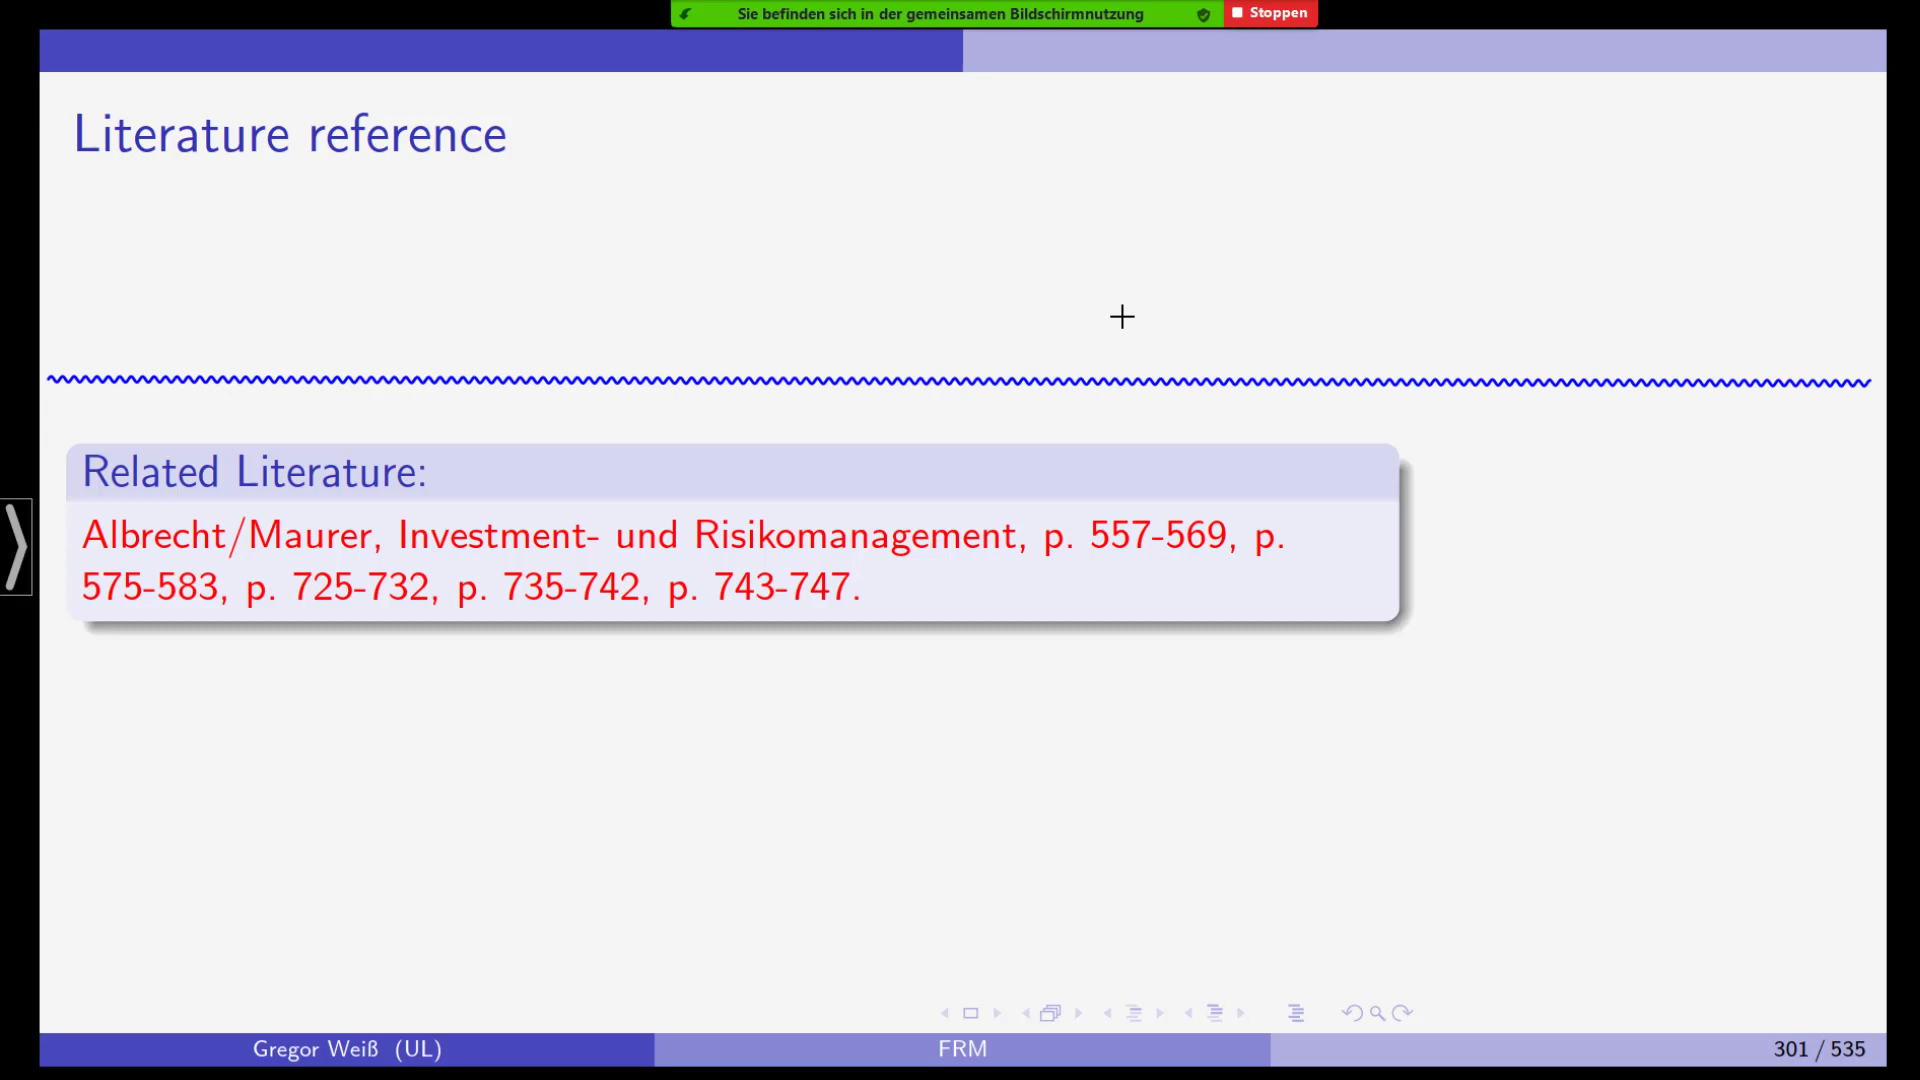 Sie befinden sich in der gemeinsamen Bildschirmnutzung
Stoppen
Literature reference
Related Literature:
Albrecht/Maurer, Investment- und Risikomanagement, p. 557-569, p.
575-583, p. 725-732, p. 735-742, p. 743-747.
Gregor Weiß (UL)
FRM
301 / 535